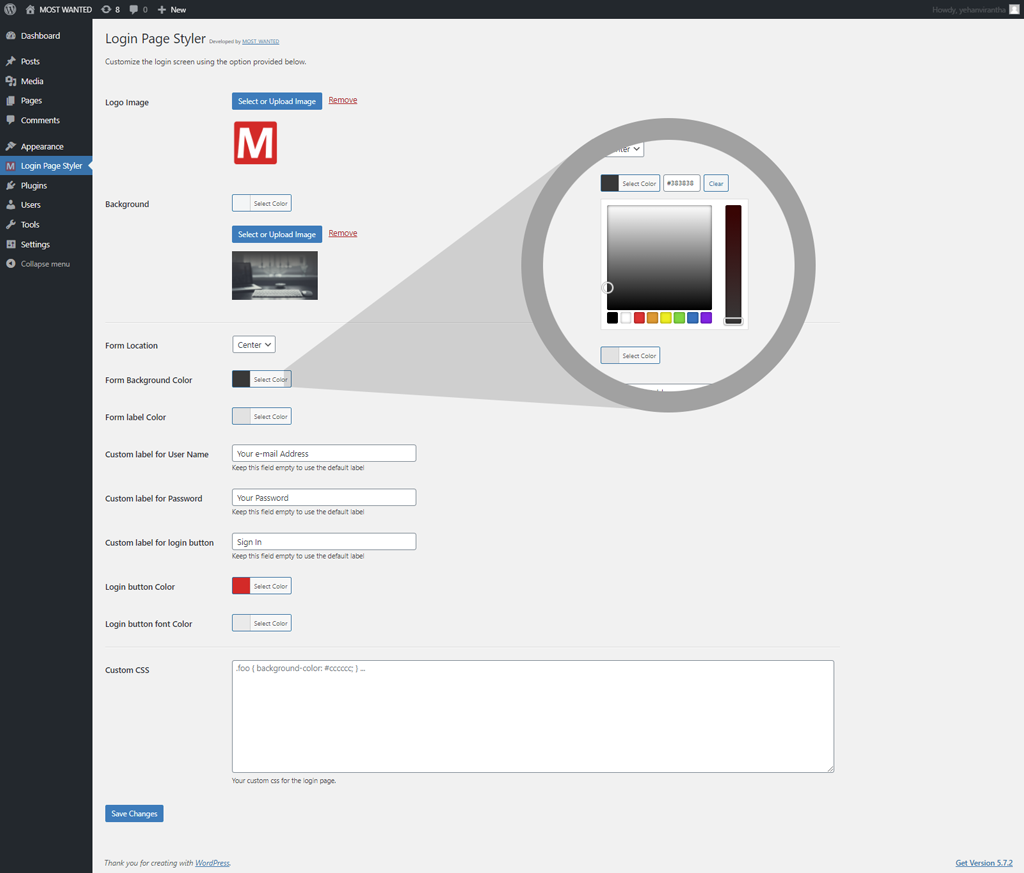 MOST WANTED 8 0 New
Howdy, yehanvirantha
Dashboard
Posts
Media
Pages
Comments
Appearance
M Login Page Styler
Plugins
Users
Tools
Settings
Collapse menu
Login Page Styler Developed by MOST WANTED
Customize the login screen using the option provided below.
Logo Image Select or Upload Image Remove
M
Background Select Color
Select or Upload Image Remove
Form Location Center
Form Background Color Select Color
Form label Color Select Color
Custom label for User Name Your e-mail Address
Keep this field empty to use the default label
Custom label for Password Your Password
Keep this field empty to use the default label
Custom label for login button Sign In
Keep this field empty to use the default label
Login button Color Select Color
Login button font Color Select Color
Custom CSS .foo { background-color: #cccccc; } ...
Your custom css for the login page.
Save Changes
nter
Select Color #383838 Clear
Select Color
Thank you for creating with WordPress.
Get Version 5.7.2